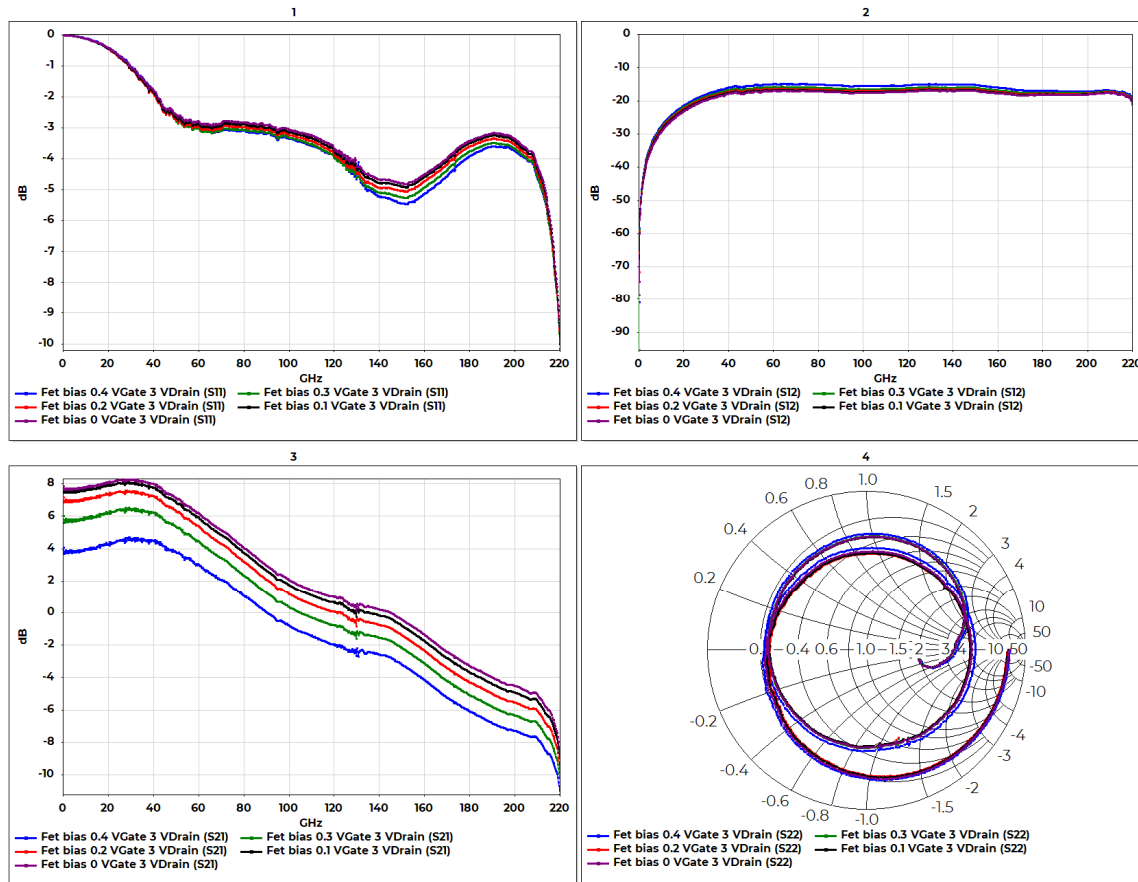 1
0
-1
-2
-3
-4
-5
-6
-7
-8
-9
-10
dB
0 20 40 60 80 100 120 140 160 180 200 220
GHz
Fet bias 0.4 VGate 3 VDrain (S11) Fet bias 0.3 VGate 3 VDrain (S11)
Fet bias 0.2 VGate 3 VDrain (S11) Fet bias 0.1 VGate 3 VDrain (S11)
Fet bias 0 VGate 3 VDrain (S11)
2
0
-10
-20
-30
-40
-50
-60
-70
-80
-90
dB
0 20 40 60 80 100 120 140 160 180 200 220
GHz
Fet bias 0.4 VGate 3 VDrain (S12) Fet bias 0.3 VGate 3 VDrain (S12)
Fet bias 0.2 VGate 3 VDrain (S12) Fet bias 0.1 VGate 3 VDrain (S12)
Fet bias 0 VGate 3 VDrain (S12)
3
8
6
4
2
0
-2
-4
-6
-8
-10
dB
0 20 40 60 80 100 120 140 160 180 200 220
GHz
Fet bias 0.4 VGate 3 VDrain (S21) Fet bias 0.3 VGate 3 VDrain (S21)
Fet bias 0.2 VGate 3 VDrain (S21) Fet bias 0.1 VGate 3 VDrain (S21)
Fet bias 0 VGate 3 VDrain (S21)
4
1.0
0.8 1.5
0.6 2
0.4 3
4
0.2 10
50
0.4 0.6 1.0 1.5 2 3 4 10 50
-50
-10
-0.2 -4
-3
-0.4 -2
-0.6 -1.5
-0.8 -1.0
Fet bias 0.4 VGate 3 VDrain (S22) Fet bias 0.3 VGate 3 VDrain (S22)
Fet bias 0.2 VGate 3 VDrain (S22) Fet bias 0.1 VGate 3 VDrain (S22)
Fet bias 0 VGate 3 VDrain (S22)